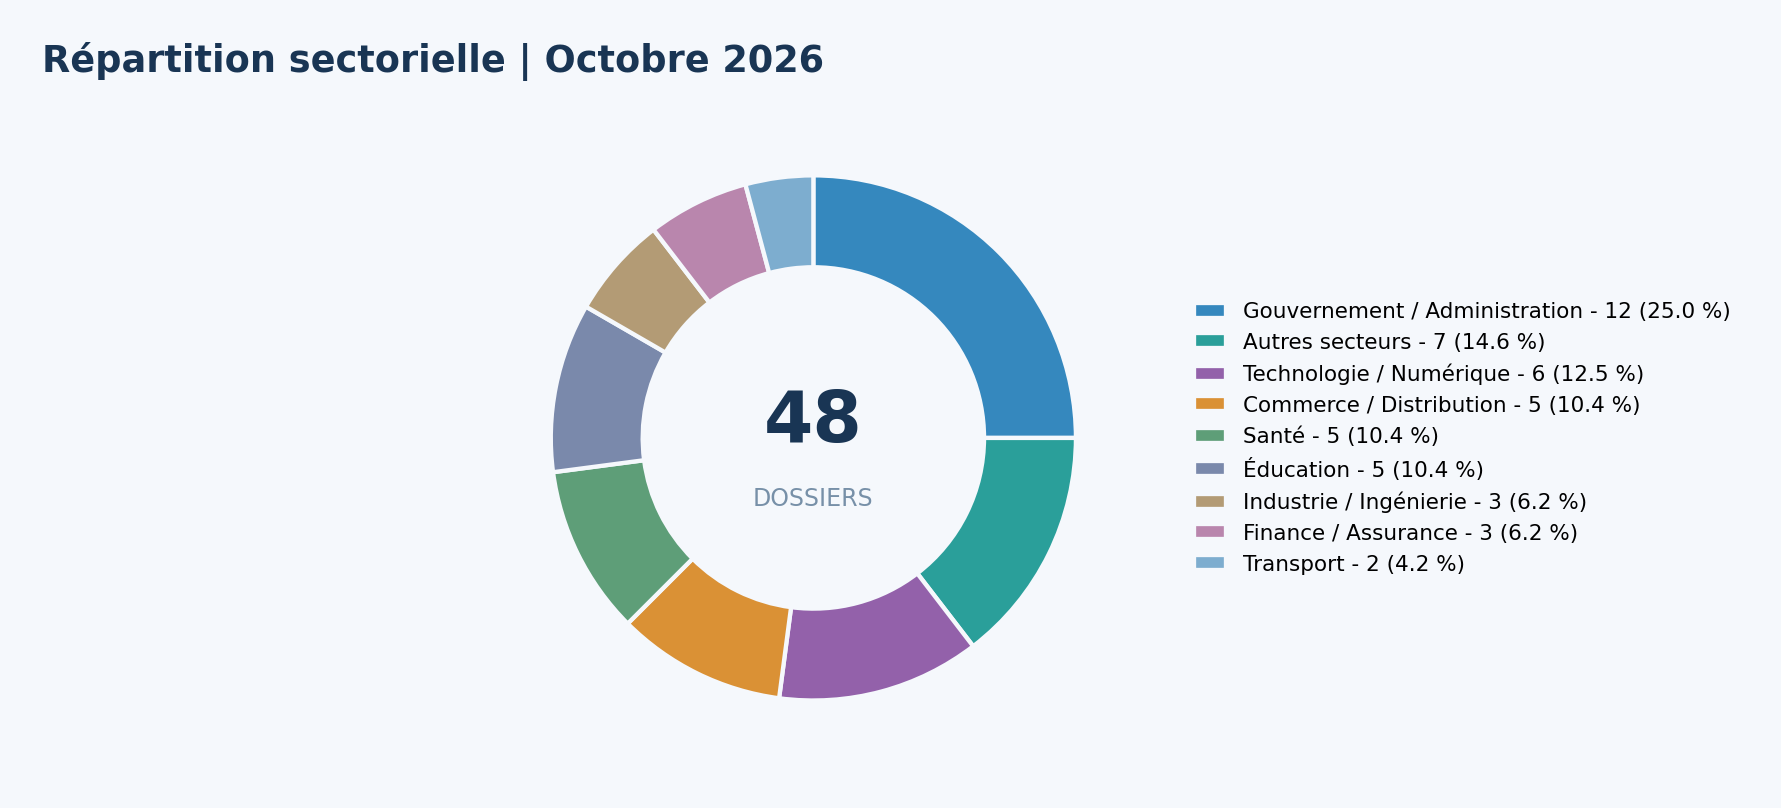 Répartition sectorielle | Octobre 2026
48
DOSSIERS
Gouvernement / Administration - 12 (25.0 %)
Autres secteurs - 7 (14.6 %)
Technologie / Numérique - 6 (12.5 %)
Commerce / Distribution - 5 (10.4 %)
Santé - 5 (10.4 %)
Éducation - 5 (10.4 %)
Industrie / Ingénierie - 3 (6.2 %)
Finance / Assurance - 3 (6.2 %)
Transport - 2 (4.2 %)